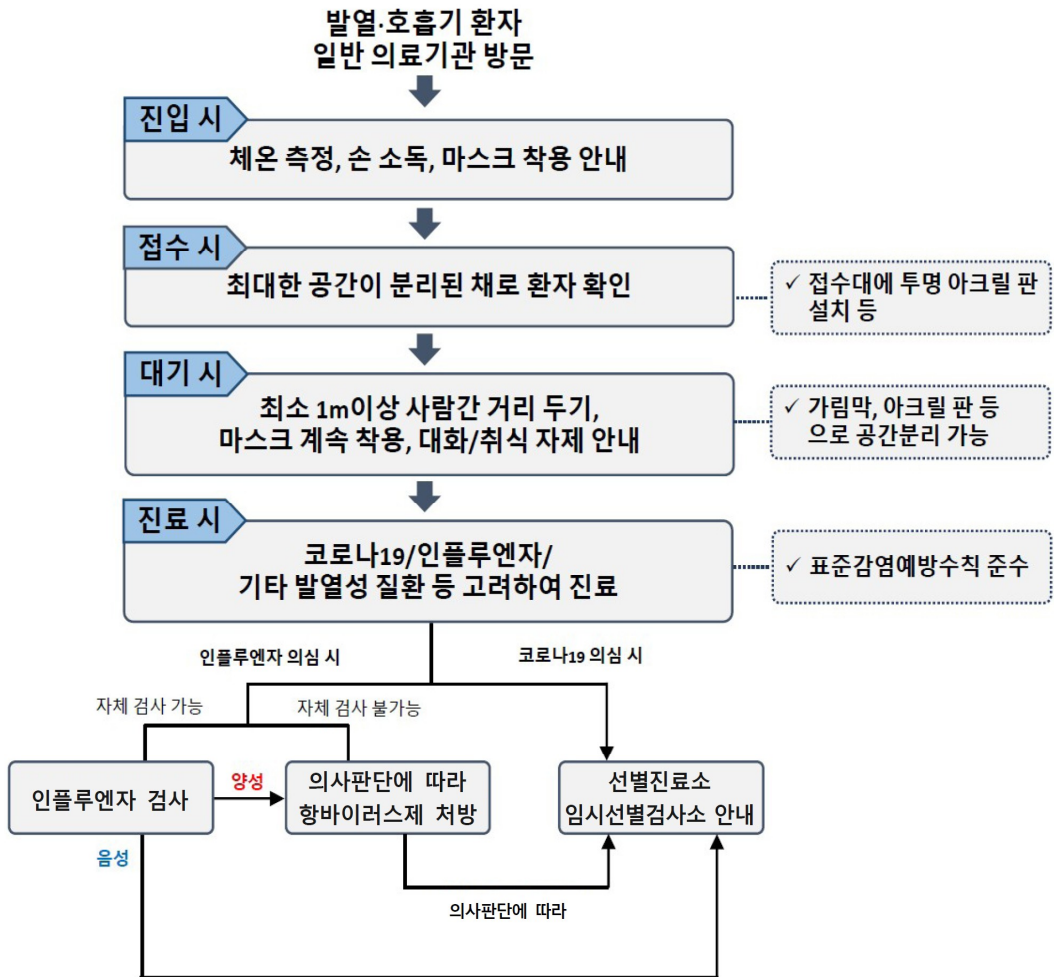 발열·호흡기 환자
일반 의료기관 방문
진입 시
체온 측정, 손 소독, 마스크 착용 안내
접수 시
최대한 공간이 분리된 채로 환자 확인
✓ 접수대에 투명 아크릴 판
설치 등
대기 시
최소 1m이상 사람간 거리 두기,
마스크 계속 착용, 대화/취식 자제 안내
✓ 가림막, 아크릴 판 등
으로 공간분리 가능
진료 시
코로나19/인플루엔자/
기타 발열성 질환 등 고려하여 진료
✓ 표준감염예방수칙 준수
인플루엔자 의심 시
코로나19 의심 시
자체 검사 가능
자체 검사 불가능
인플루엔자 검사
양성
의사판단에 따라
항바이러스제 처방
선별진료소
임시선별검사소 안내
음성
의사판단에 따라